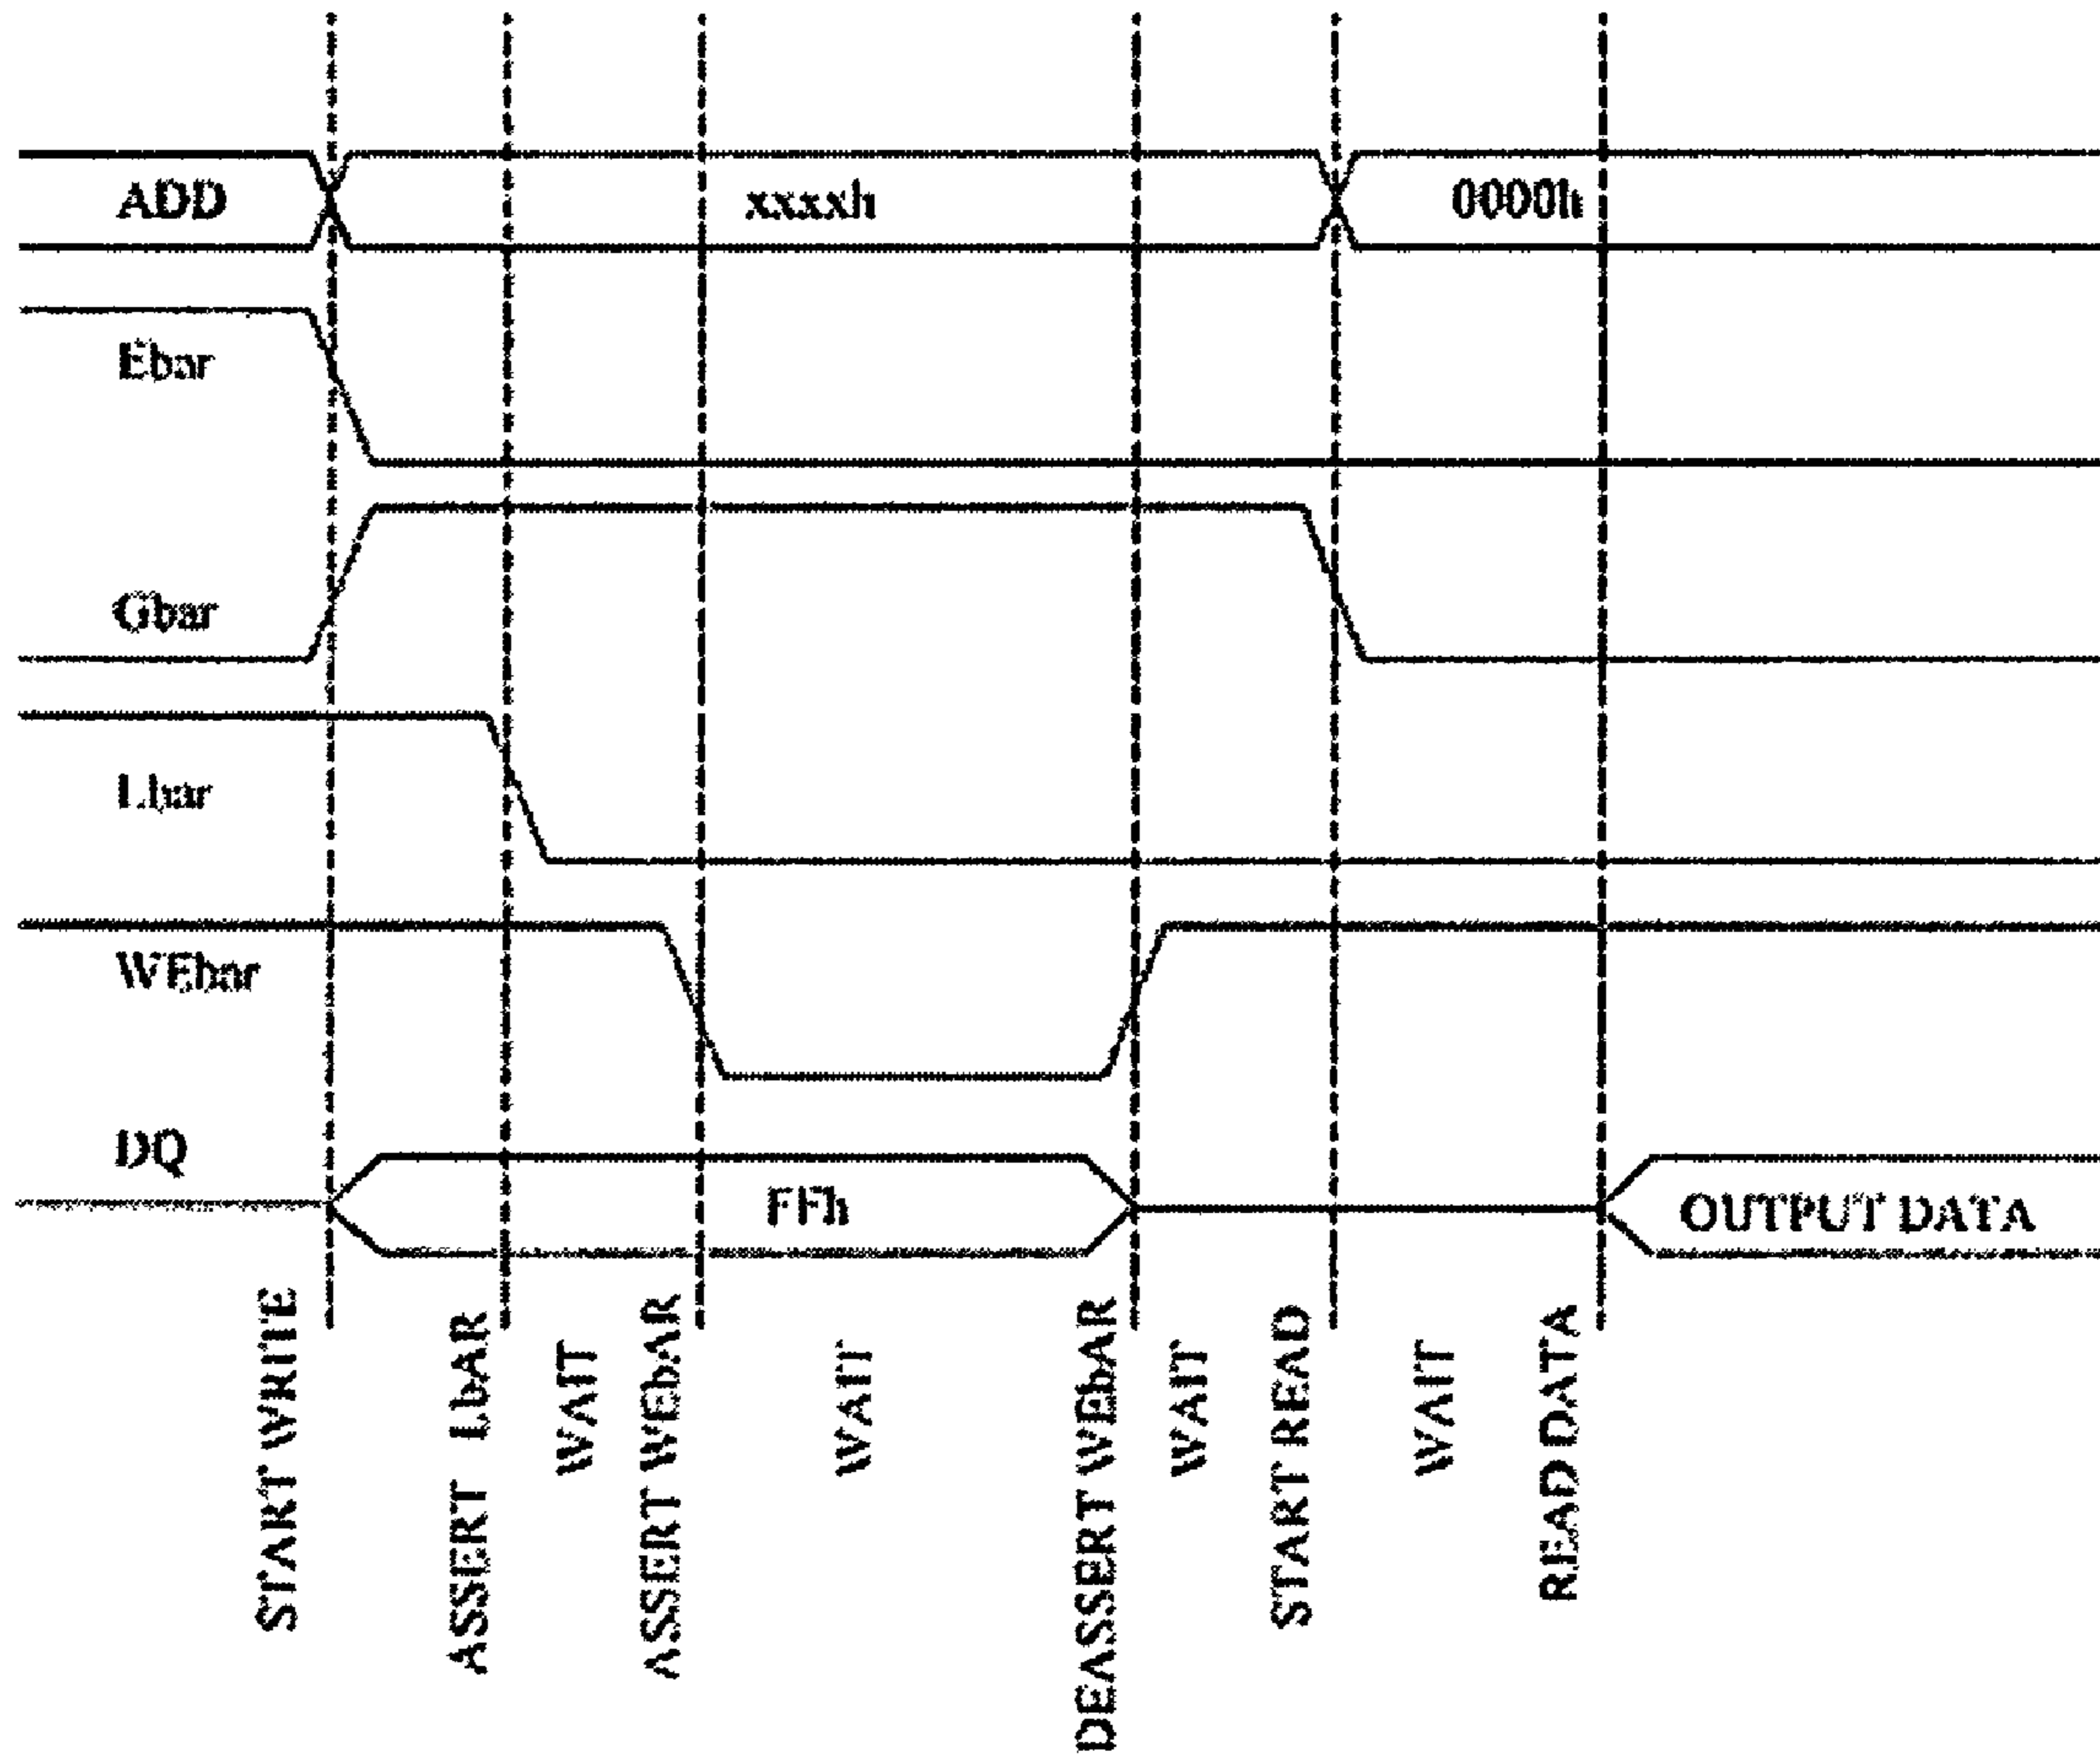 ADD
xxxxh
0000h
Ebar
Gbar
Lbar
WEbar
DQ
FFh
OUTPUT DATA
START WRITE
ASSERT LbAR
WAIT
ASSERT WEbAR
WAIT
DEASSERT WEbAR
WAIT
START READ
WAIT
READ DATA